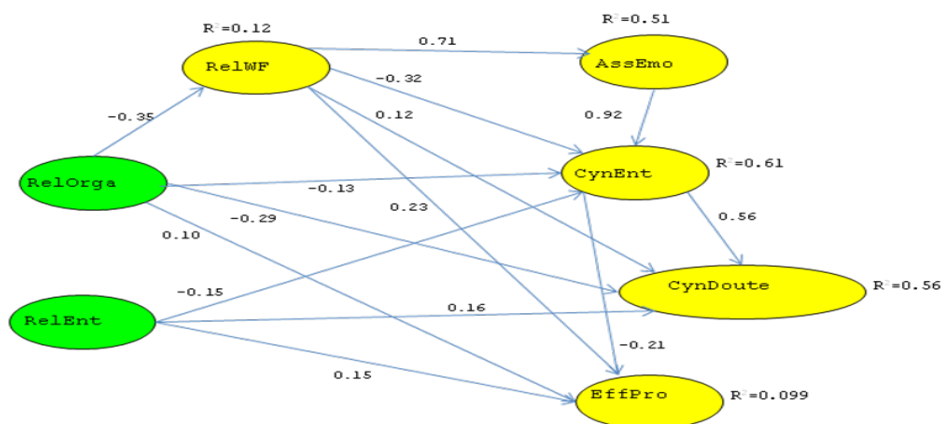 R²=0.12
R²=0.51
0.71
RelWF
AssEmo
-0.32
-0.35
0.12
0.92
R²=0.61
RelOrga
-0.13
CynEnt
-0.29
0.23
0.56
0.10
CynDoute
R²=0.56
-0.15
0.16
RelEnt
-0.21
0.15
EffPro
R²=0.099